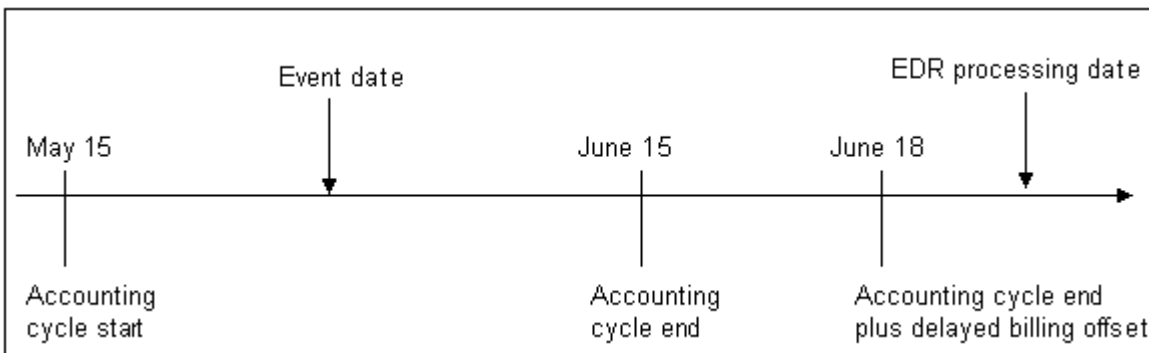 Event date
EDR processing date
May 15
June 15
June 18
Accounting
cycle start
Accounting
cycle end
Accounting cycle end
plus delayed billing offset